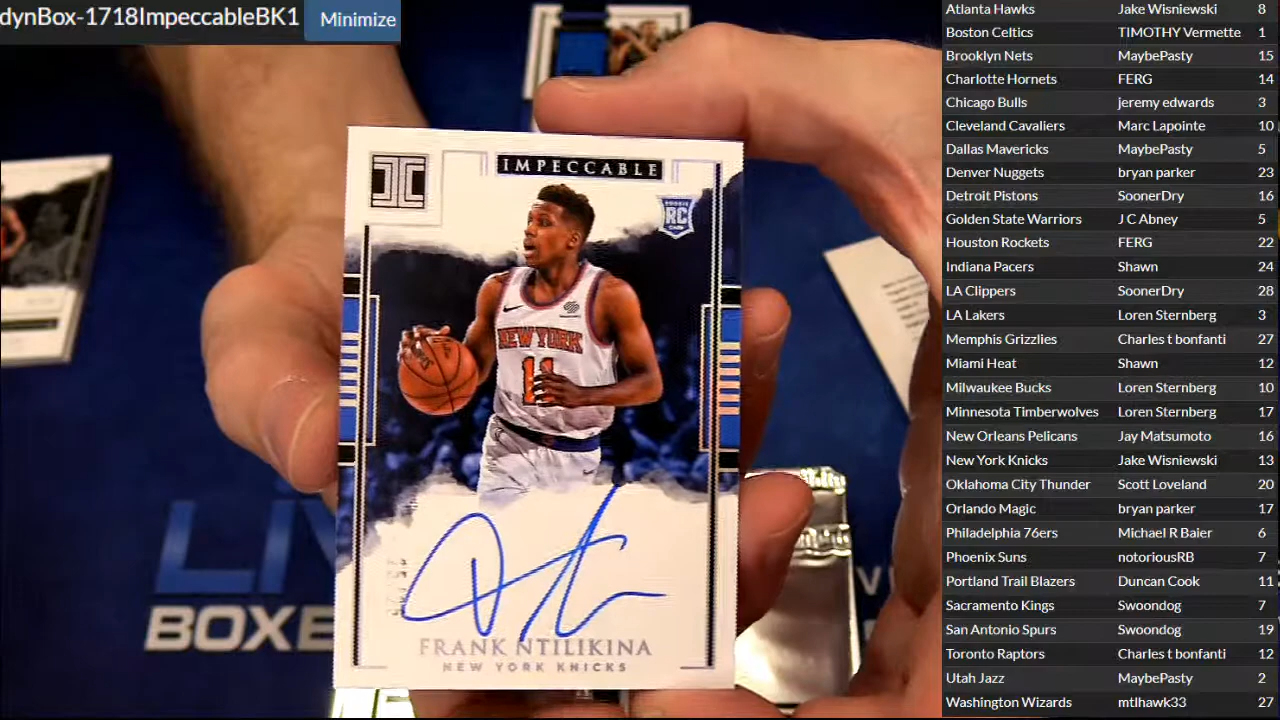 dynBox-1718ImpeccableBK1 Minimize
IMPECCABLE
ROOKIE
RC
CARD
NEW YORK
11
FRANK NTILIKINA
NEW YORK KNICKS
LIV
BOXE
Atlanta Hawks Jake Wisniewski 8
Boston Celtics TIMOTHY Vermette 1
Brooklyn Nets MaybePasty 15
Charlotte Hornets FERG 14
Chicago Bulls jeremy edwards 3
Cleveland Cavaliers Marc Lapointe 10
Dallas Mavericks MaybePasty 5
Denver Nuggets bryan parker 23
Detroit Pistons SoonerDry 16
Golden State Warriors J C Abney 5
Houston Rockets FERG 22
Indiana Pacers Shawn 24
LA Clippers SoonerDry 28
LA Lakers Loren Sternberg 3
Memphis Grizzlies Charles t bonfanti 27
Miami Heat Shawn 12
Milwaukee Bucks Loren Sternberg 10
Minnesota Timberwolves Loren Sternberg 17
New Orleans Pelicans Jay Matsumoto 16
New York Knicks Jake Wisniewski 13
Oklahoma City Thunder Scott Loveland 20
Orlando Magic bryan parker 17
Philadelphia 76ers Michael R Baier 6
Phoenix Suns notoriousRB 7
Portland Trail Blazers Duncan Cook 11
Sacramento Kings Swoondog 7
San Antonio Spurs Swoondog 19
Toronto Raptors Charles t bonfanti 12
Utah Jazz MaybePasty 2
Washington Wizards mtlhawk33 27